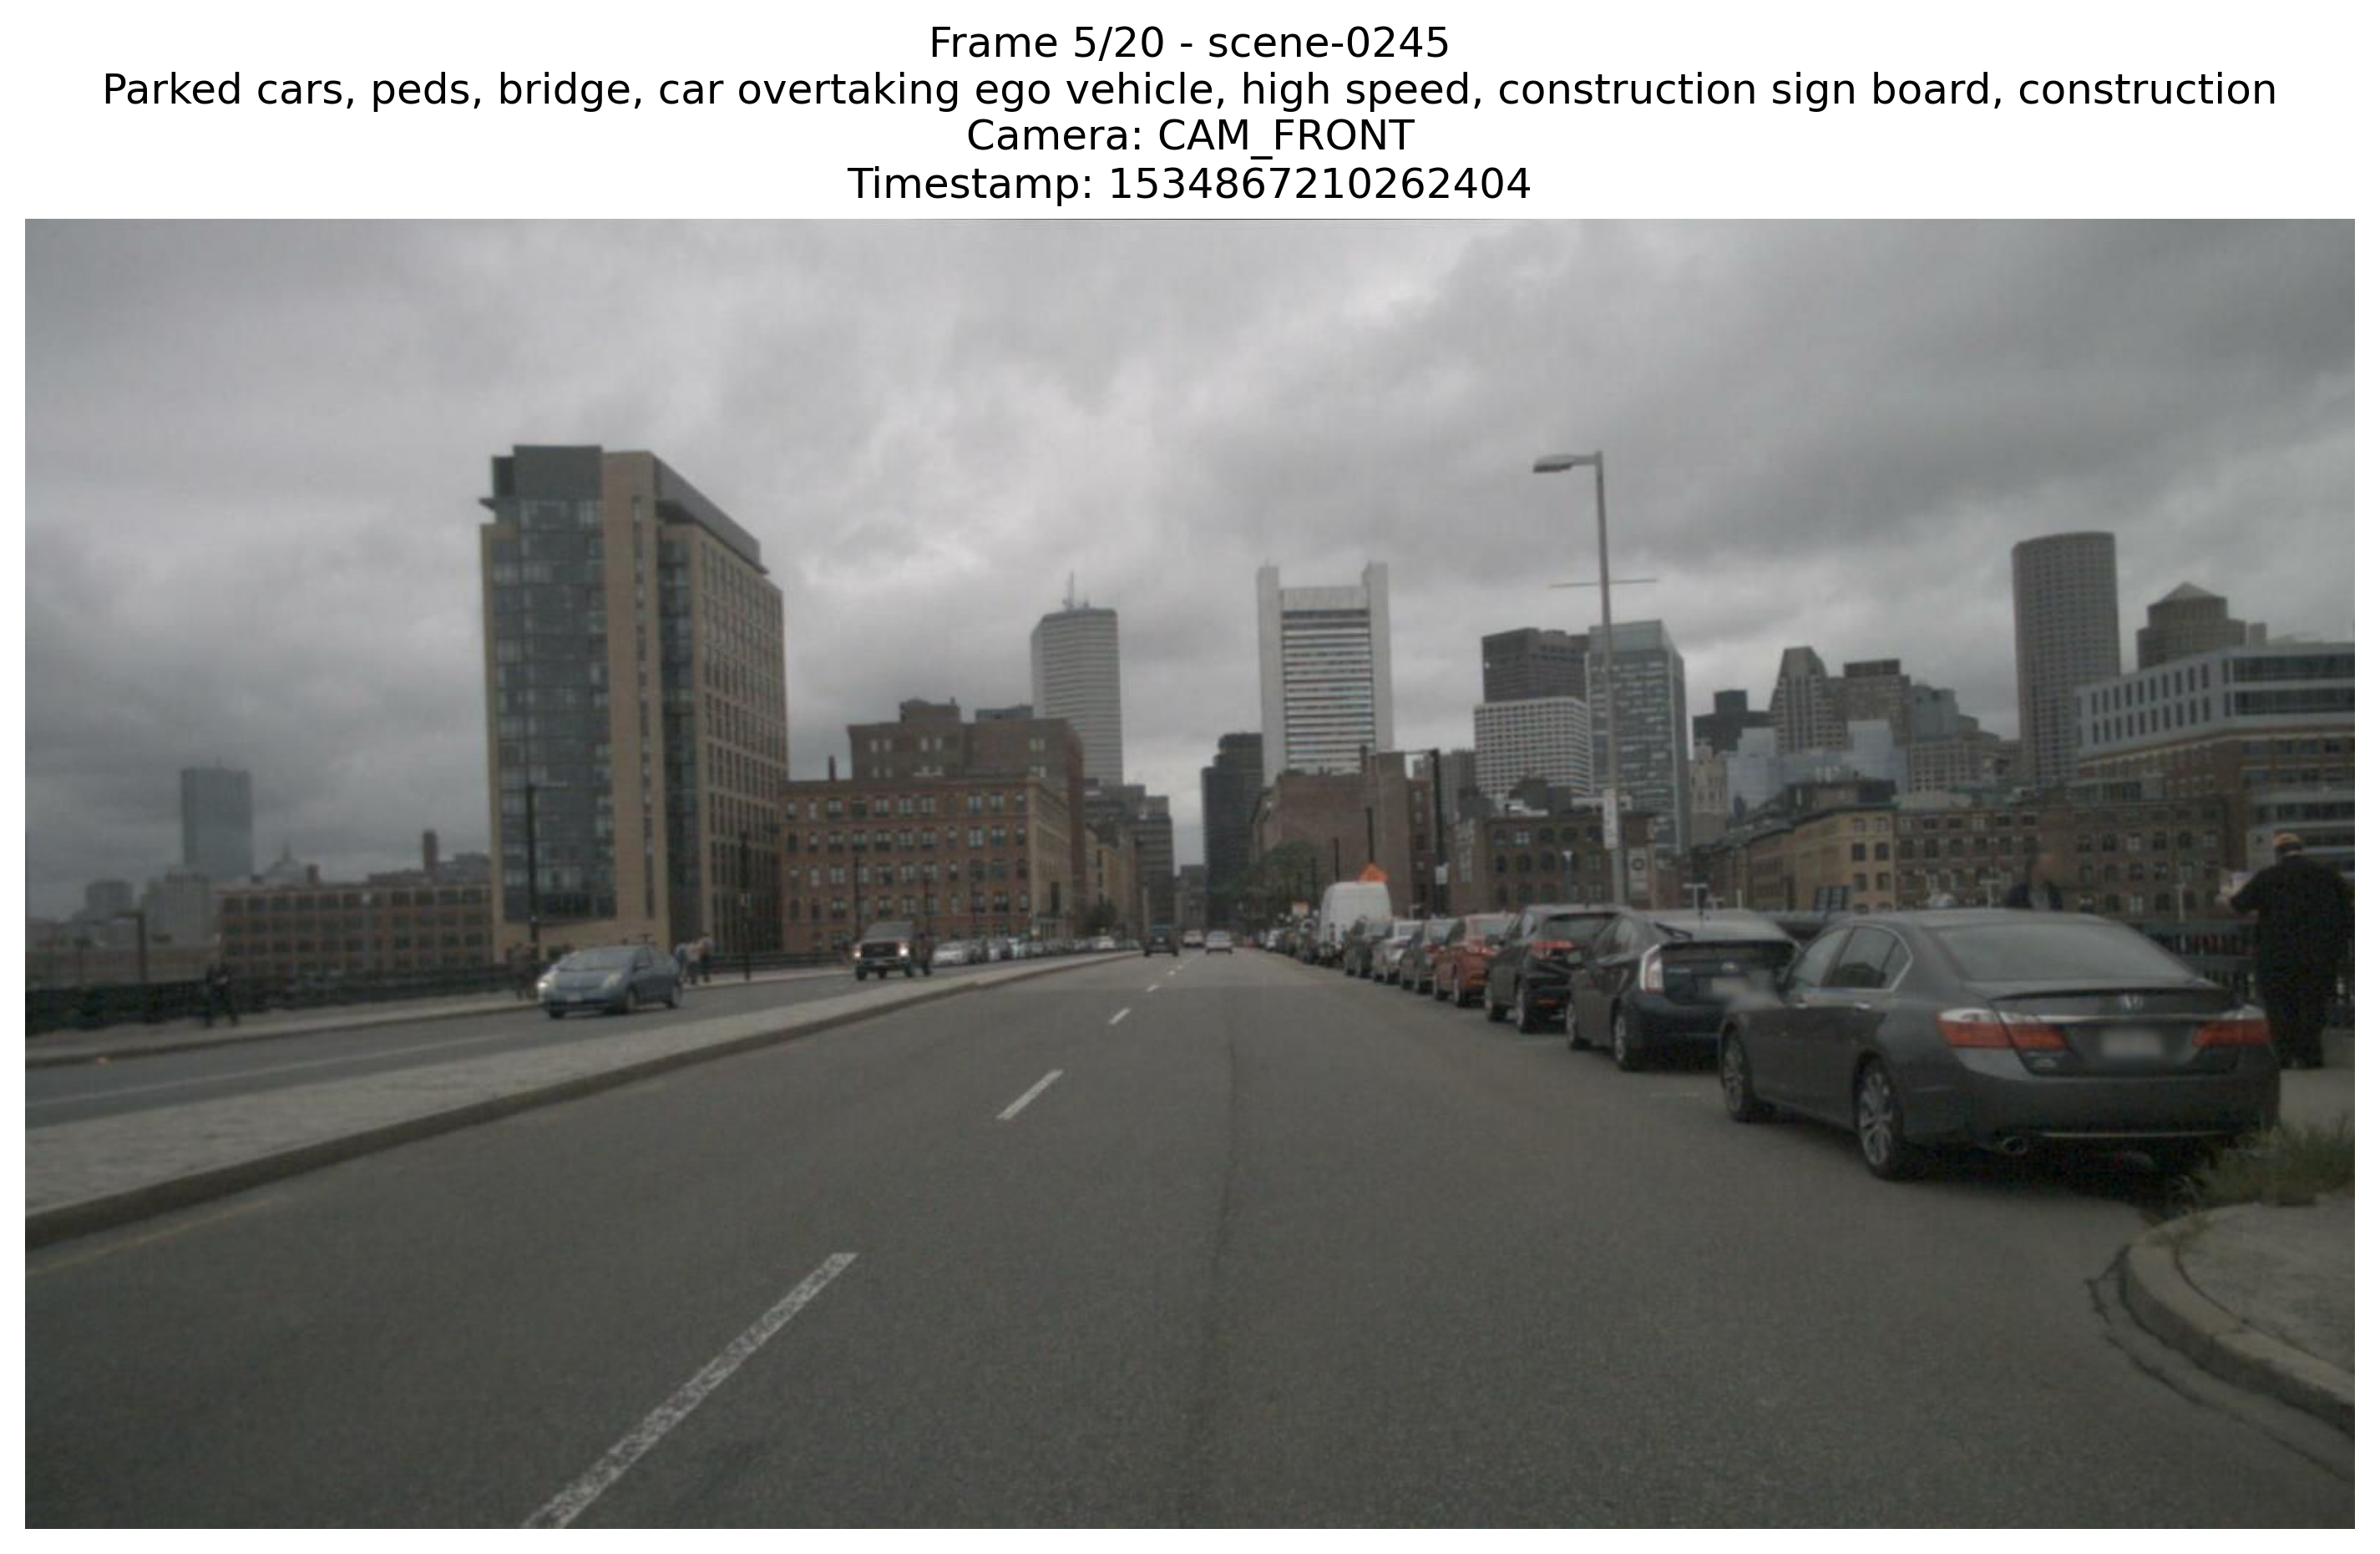 Frame 5/20 - scene-0245
Parked cars, peds, bridge, car overtaking ego vehicle, high speed, construction sign board, construction
Camera: CAM_FRONT
Timestamp: 1534867210262404